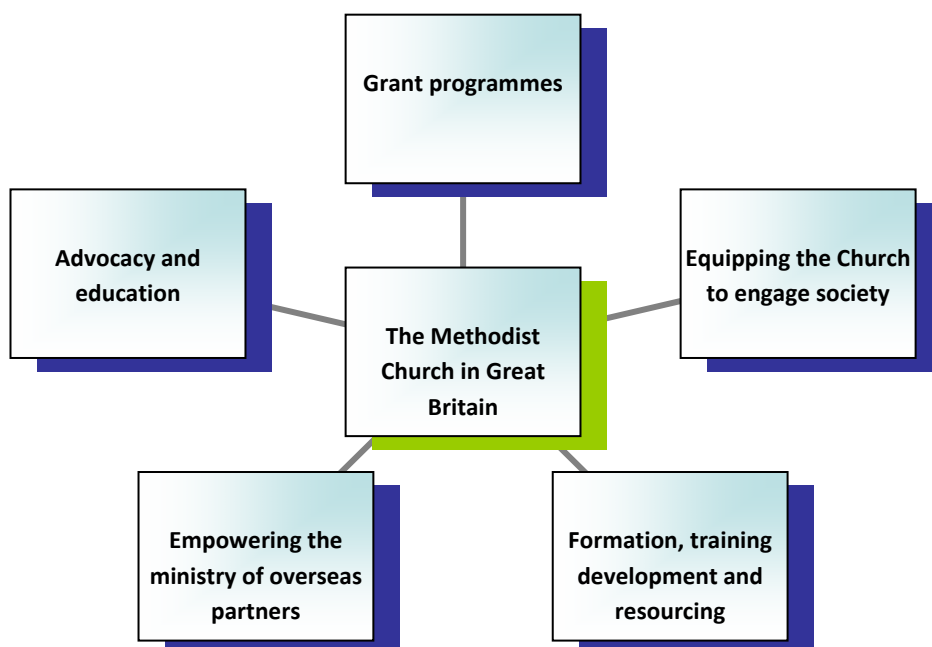 Grant programmes
Advocacy and
education
Equipping the Church
to engage society
The Methodist
Church in Great
Britain
Empowering the
ministry of overseas
partners
Formation, training
development and
resourcing